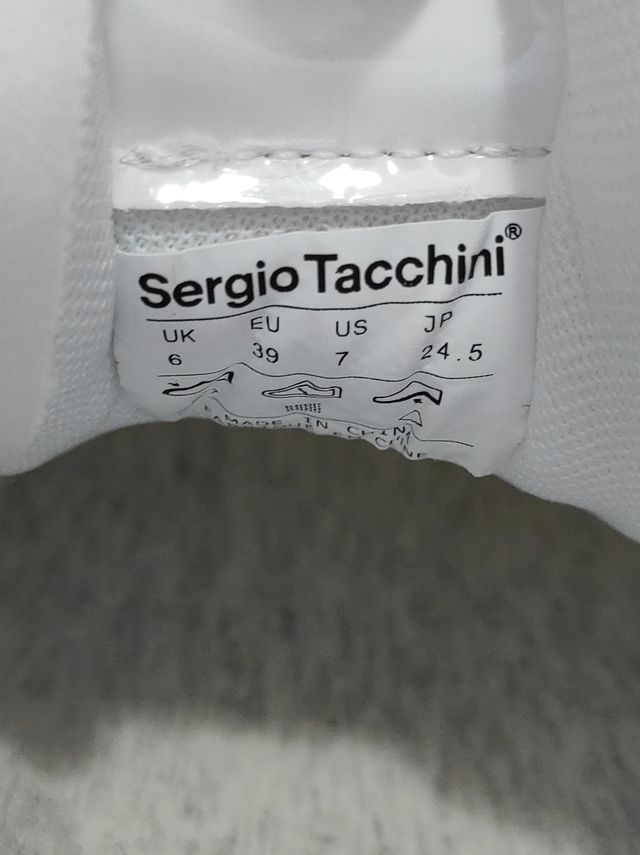 Sergio Tacchini®
UK EU US JP
6 39 7 24.5
MADE IN CHINA